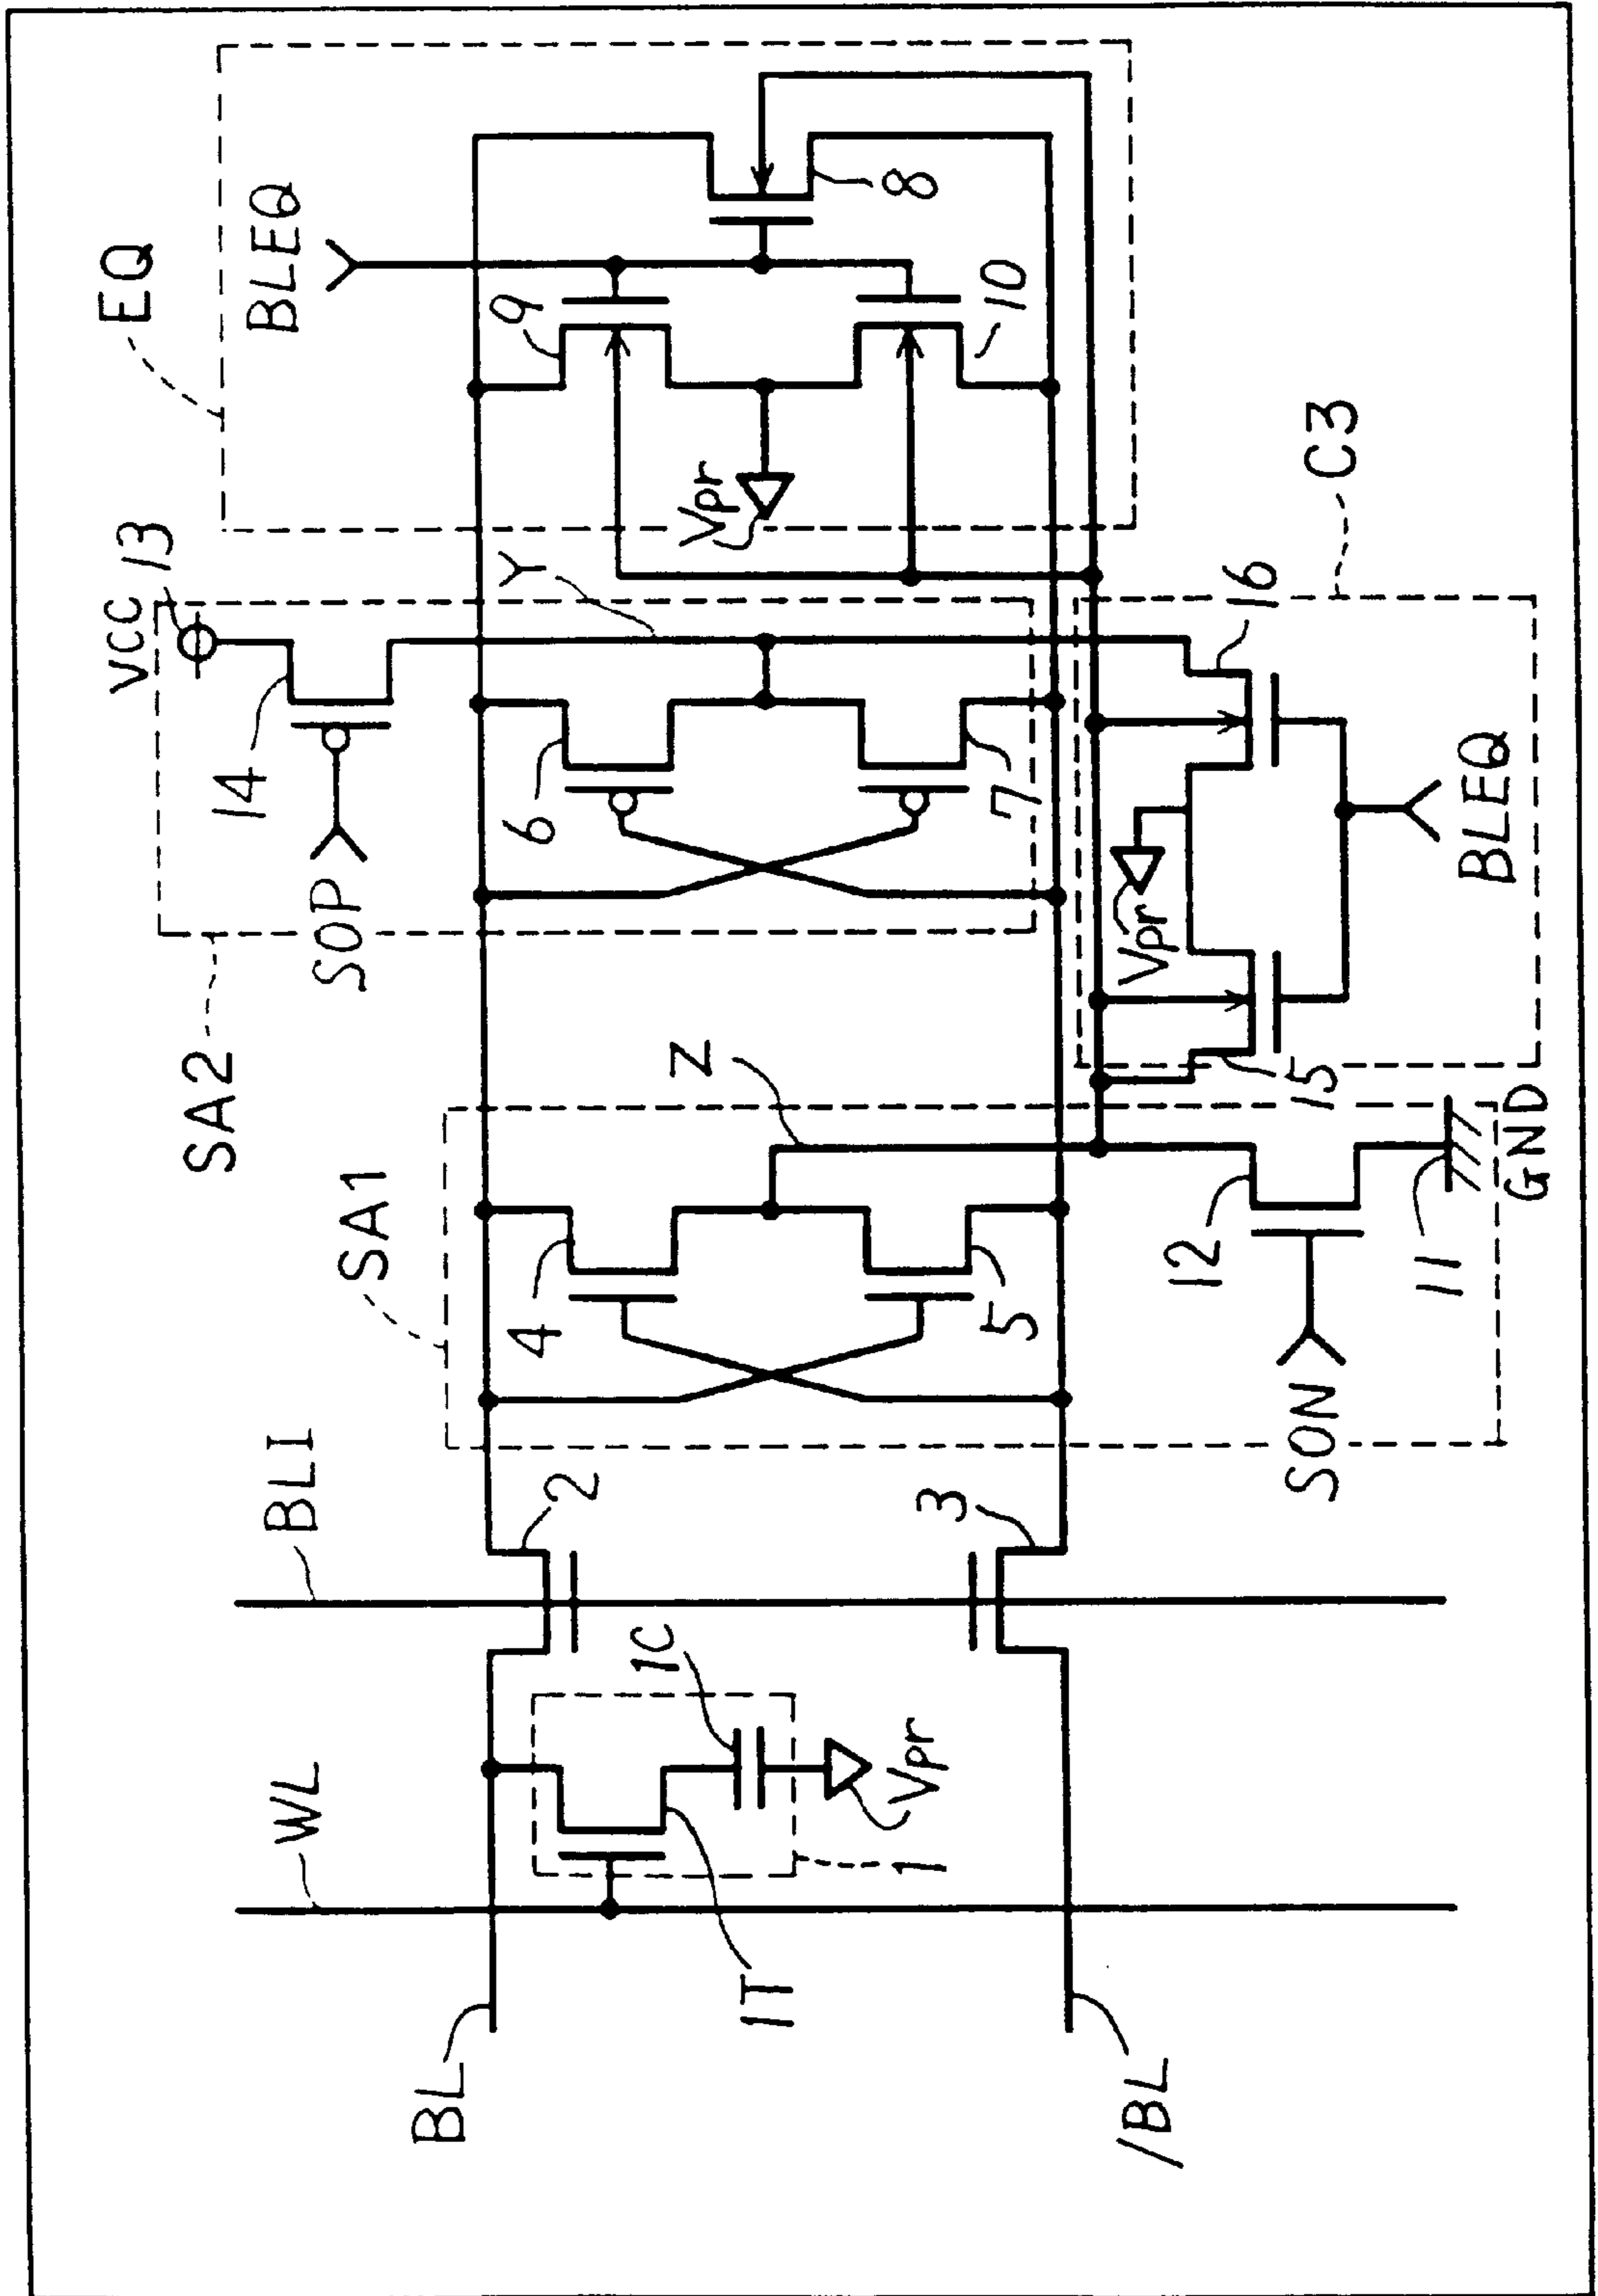 EQ
BLEQ
9
8
10
VCC
13
Y
Vpr
C3
14
SOP
6
7
16
Vpr
BLEQ
SA2
Z
15
SA1
4
5
12
11
GND
SON
BLI
2
3
WL
1C
Vpr
1
1T
BL
/BL